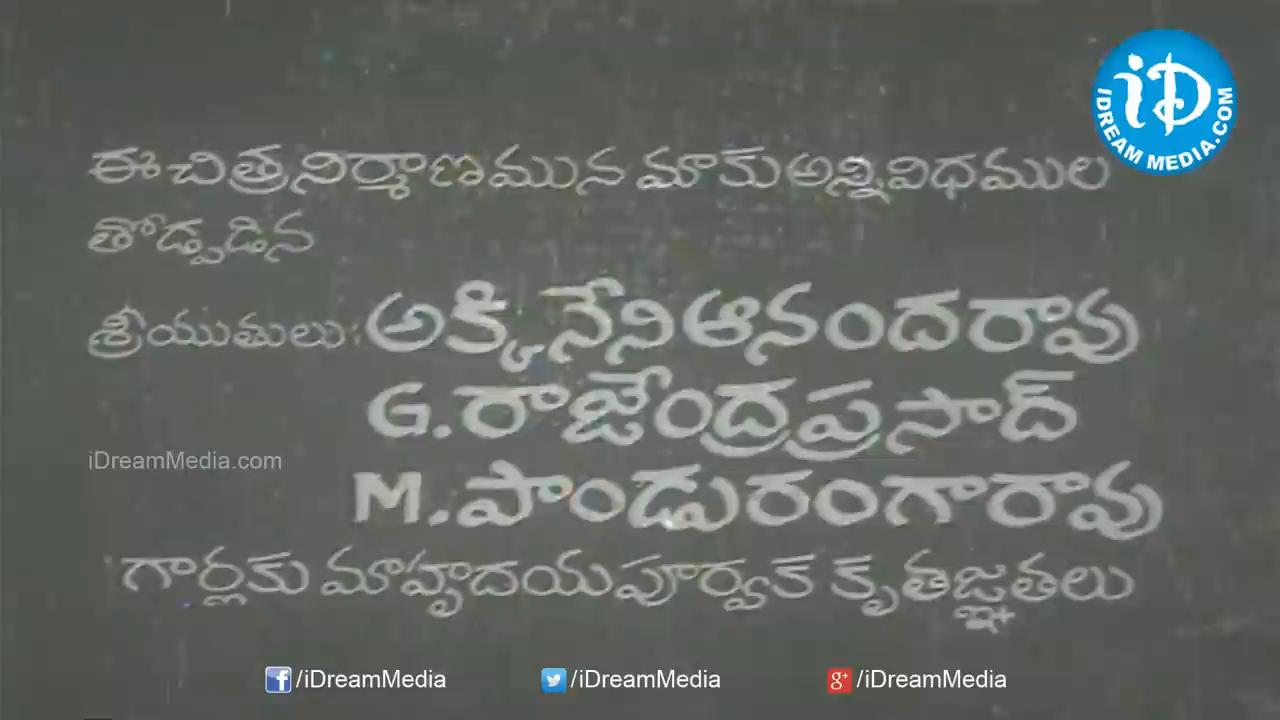 iD
IDREAM MEDIA.COM
ఈ చిత్ర నిర్మాణమున మాకు అన్ని విధముల
తోడ్పడిన
శ్రీయుతులు: అక్కినేని ఆనందరావు
G. రాజేంద్రప్రసాద్
iDreamMedia.com
M. పాండురంగారావు
గార్లకు మా హృదయపూర్వక కృతజ్ఞతలు
/iDreamMedia /iDreamMedia /iDreamMedia